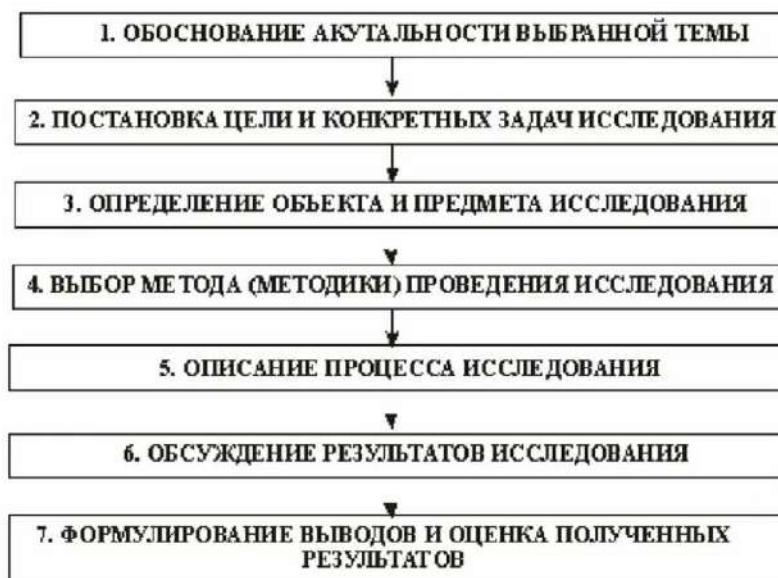 1. ОБОСНОВАНИЕ АКУТАЛЬНОСТИ ВЫБРАННОЙ ТЕМЫ
2. ПОСТАНОВКА ЦЕЛИ И КОНКРЕТНЫХ ЗАДАЧ ИССЛЕДОВАНИЯ
3. ОПРЕДЕЛЕНИЕ ОБЪЕКТА И ПРЕДМЕТА ИССЛЕДОВАНИЯ
4. ВЫБОР МЕТОДА (МЕТОДИКИ) ПРОВЕДЕНИЯ ИССЛЕДОВАНИЯ
5. ОПИСАНИЕ ПРОЦЕССА ИССЛЕДОВАНИЯ
6. ОБСУЖДЕНИЕ РЕЗУЛЬТАТОВ ИССЛЕДОВАНИЯ
7. ФОРМУЛИРОВАНИЕ ВЫВОДОВ И ОЦЕНКА ПОЛУЧЕННЫХ
РЕЗУЛЬТАТОВ